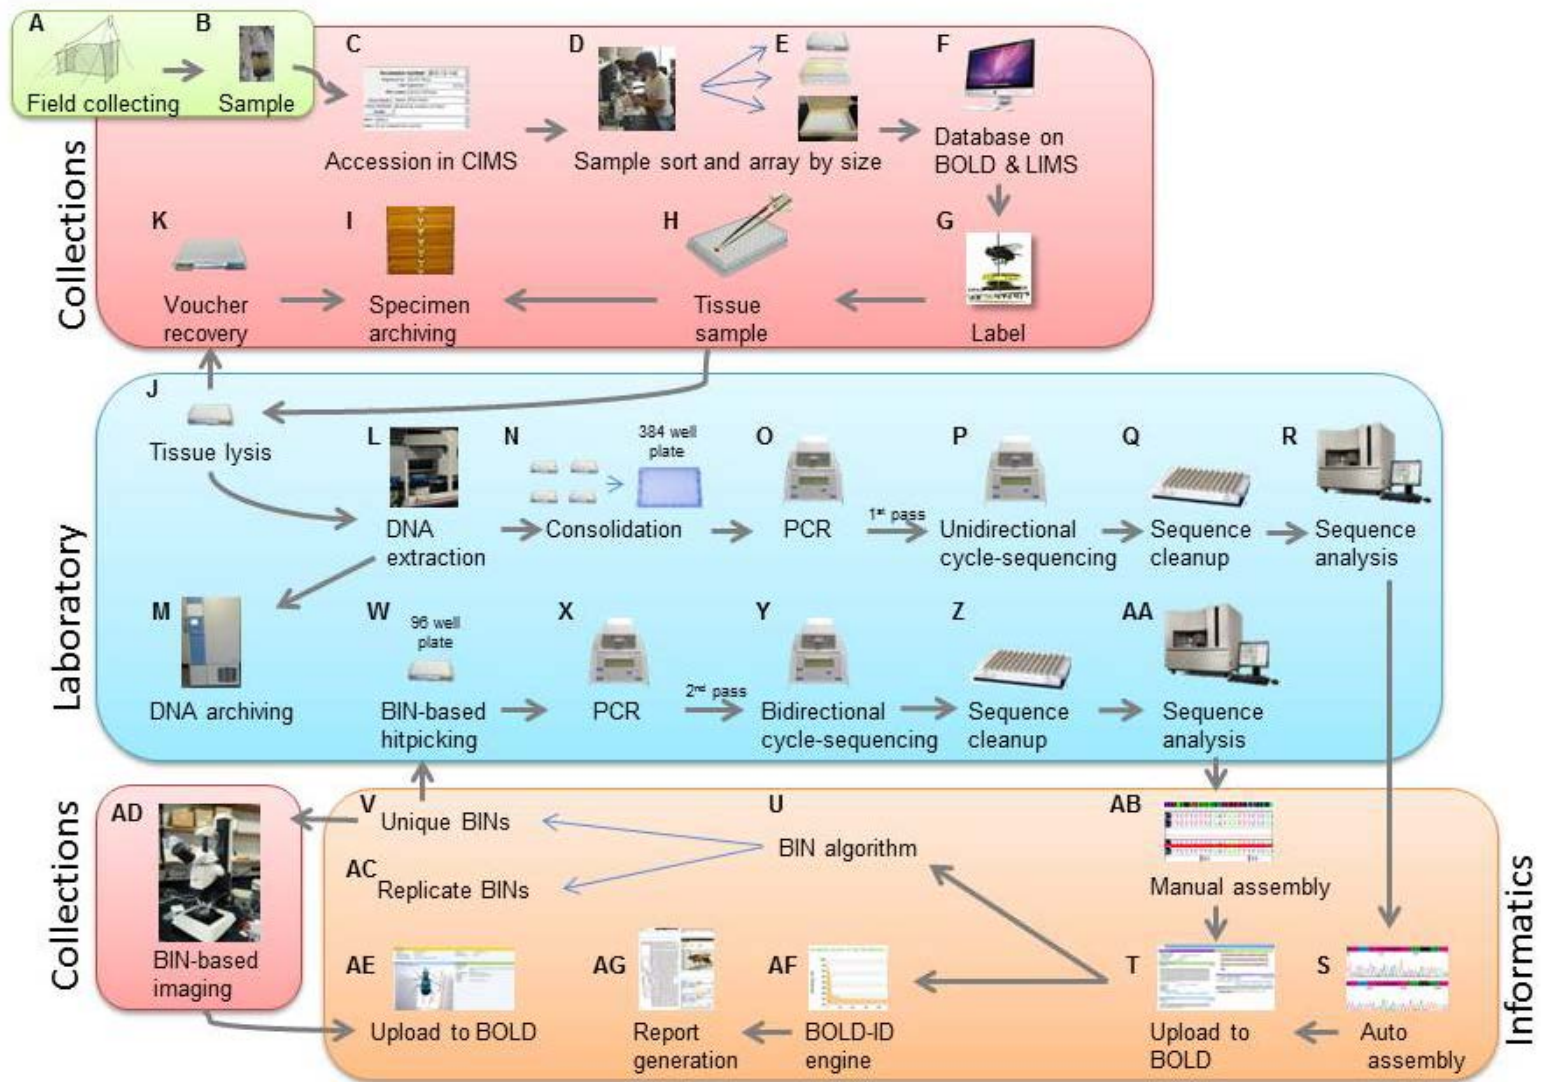 A
B
Field collecting
Sample
C
D
E
F
Accession in CIMS
Sample sort and array by size
Database on
BOLD & LIMS
K
I
H
G
Voucher
recovery
Specimen
archiving
Tissue
sample
Label
Collections
J
Tissue lysis
L
DNA
extraction
N
384 well
plate
Consolidation
O
PCR
1st pass
P
Unidirectional
cycle-sequencing
Q
Sequence
cleanup
R
Sequence
analysis
Laboratory
M
DNA archiving
W
96 well
plate
BIN-based
hitpicking
X
PCR
2nd pass
Y
Bidirectional
cycle-sequencing
Z
Sequence
cleanup
AA
Sequence
analysis
Collections
AD
BIN-based
imaging
V
Unique BINs
AC
Replicate BINs
U
BIN algorithm
AB
Manual assembly
AE
Upload to BOLD
AG
Report
generation
AF
BOLD-ID
engine
T
Upload to
BOLD
S
Auto
assembly
Informatics